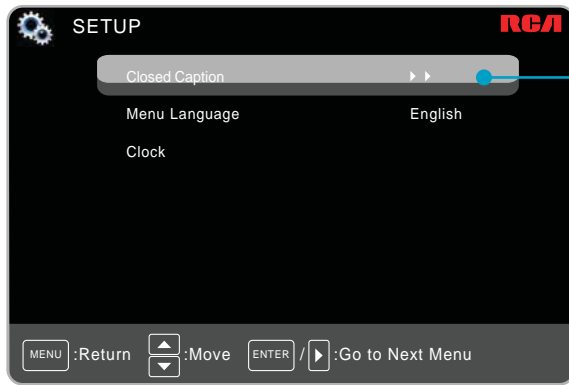 SETUP RCA
Closed Caption
Menu Language English
Clock
MENU :Return :Move ENTER / :Go to Next Menu